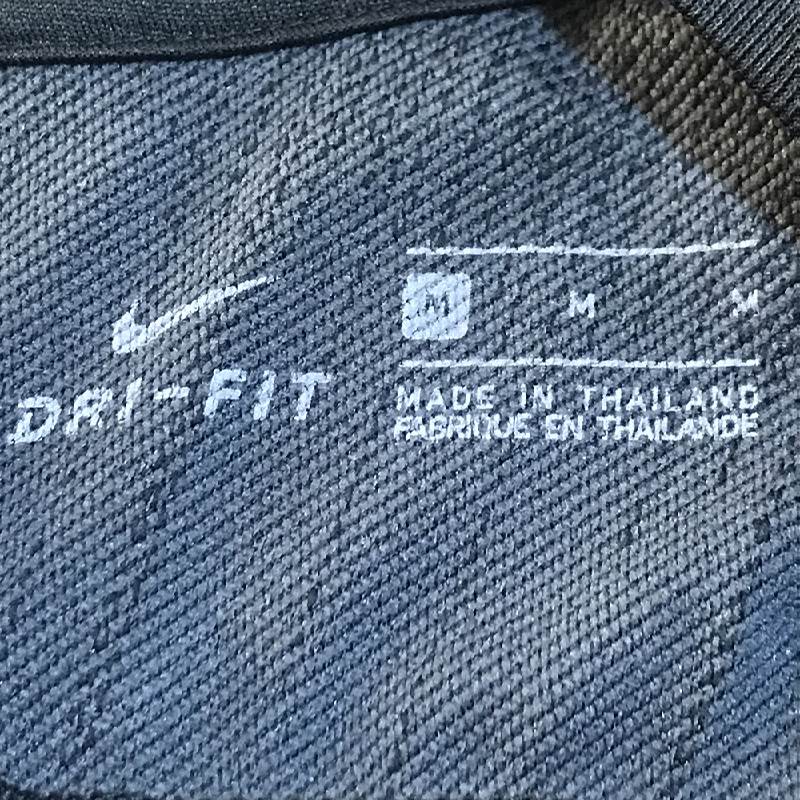 DRI-FIT
M M M
MADE IN THAILAND
FABRIQUE EN THAILANDE